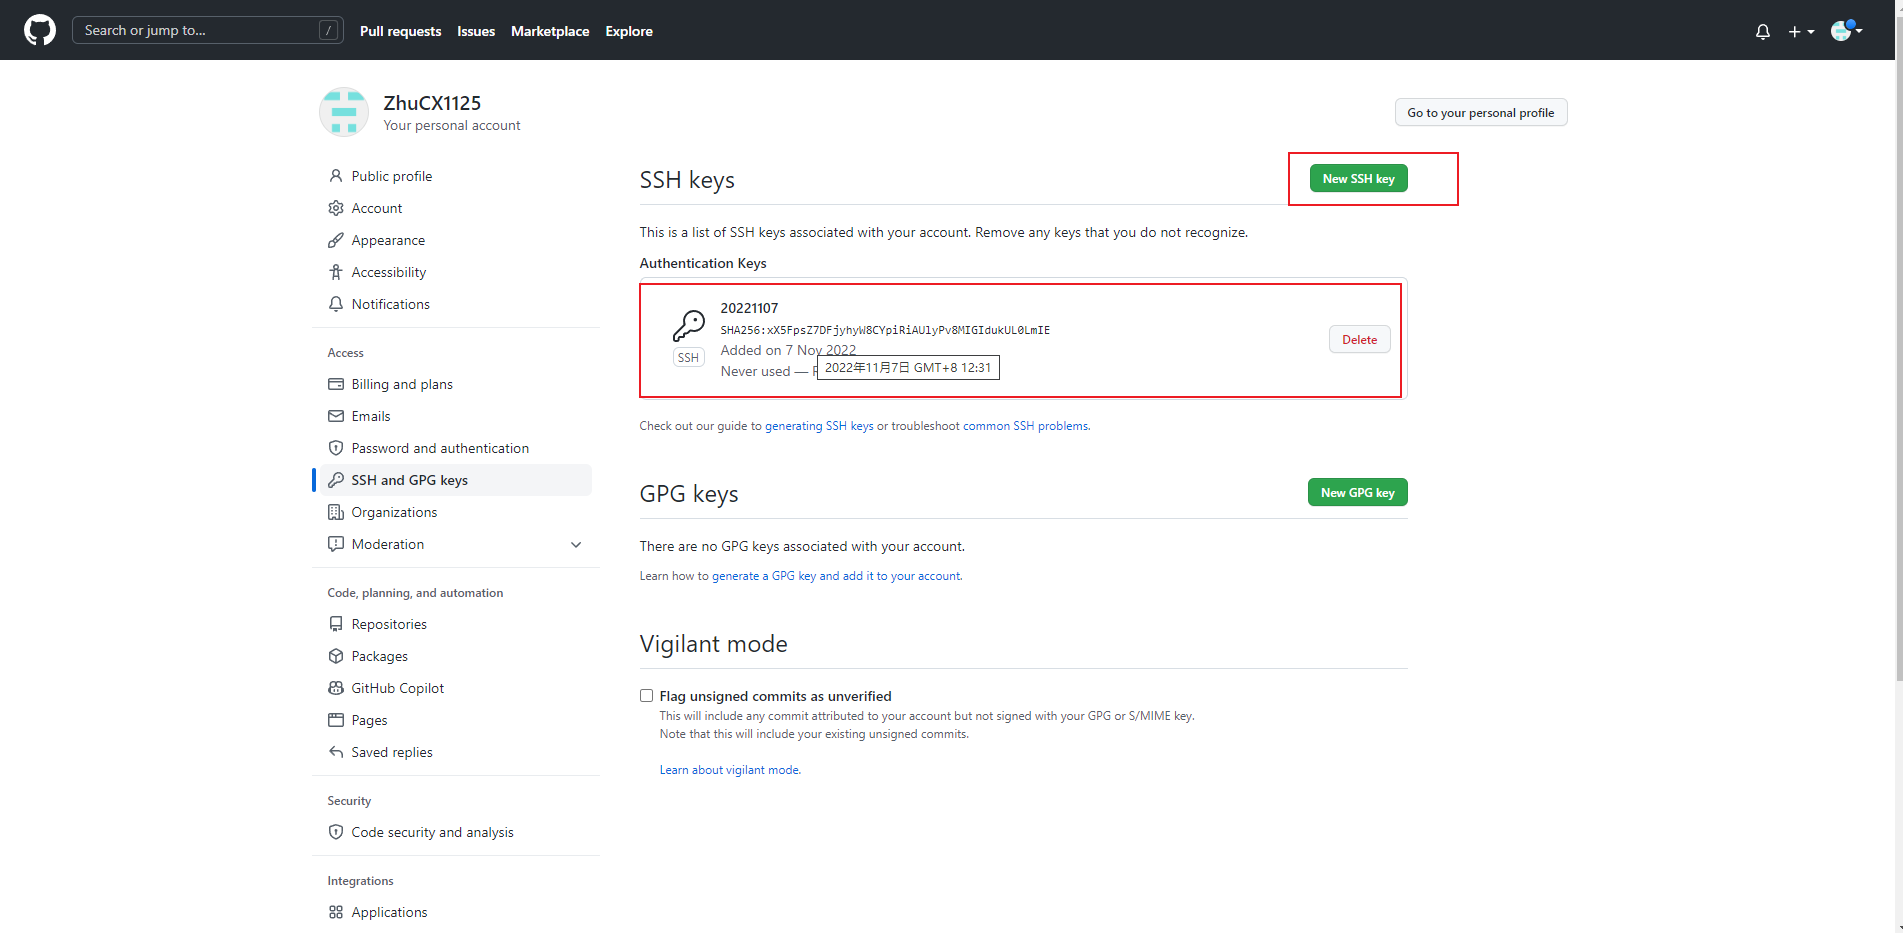 Search or jump to... /
Pull requests
Issues
Marketplace
Explore
ZhuCX1125
Your personal account
Go to your personal profile
Public profile
Account
Appearance
Accessibility
Notifications
Access
Billing and plans
Emails
Password and authentication
SSH and GPG keys
Organizations
Moderation
Code, planning, and automation
Repositories
Packages
GitHub Copilot
Pages
Saved replies
Security
Code security and analysis
Integrations
Applications
SSH keys
New SSH key
This is a list of SSH keys associated with your account. Remove any keys that you do not recognize.
Authentication Keys
20221107
SHA256:xX5FpsZ7DFjyhyW8CYpiRiAUlyPv8MIGIdukUL0LmIE
Added on 7 Nov 2022
SSH
Never used —
2022年11月7日 GMT+8 12:31
Delete
Check out our guide to generating SSH keys or troubleshoot common SSH problems.
GPG keys
New GPG key
There are no GPG keys associated with your account.
Learn how to generate a GPG key and add it to your account.
Vigilant mode
Flag unsigned commits as unverified
This will include any commit attributed to your account but not signed with your GPG or S/MIME key.
Note that this will include your existing unsigned commits.
Learn about vigilant mode.